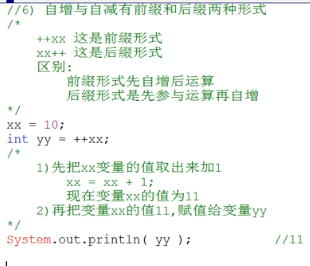 //6) 自增与自减有前缀和后缀两种形式
/*
++xx 这是前缀形式
xx++ 这是后缀形式
区别:
前缀形式先自增后运算
后缀形式是先参与运算再自增
*/
xx = 10;
int yy = ++xx;
/*
1)先把xx变量的值取出来加1
xx = xx + 1;
现在变量xx的值为11
2)再把变量xx的值11,赋值给变量yy
*/
System.out.println( yy ); //11